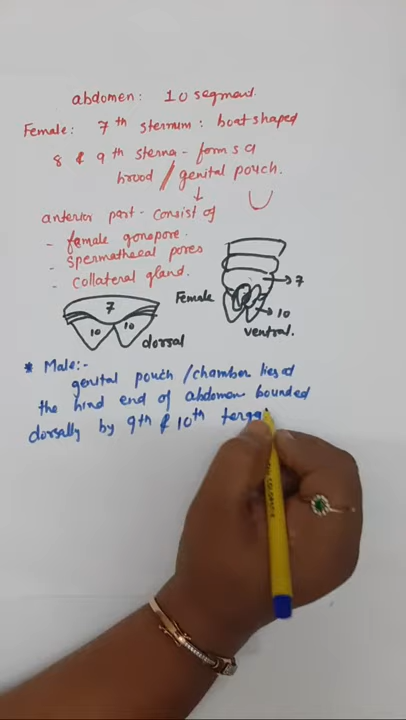 abdomen: 10 segment.
Female: 7th sternum: boat shaped
8 & 9th sterna - forms a
brood / genital pouch.
anterior part - consist of
- female gonopore.
- Spermathecal pores
- collateral gland.
Female
7
10
ventral.
7
10 10
dorsal
* Male:-
genital pouch / chamber lies at
the hind end of abdomen bounded
dorsally by 9th & 10th terga